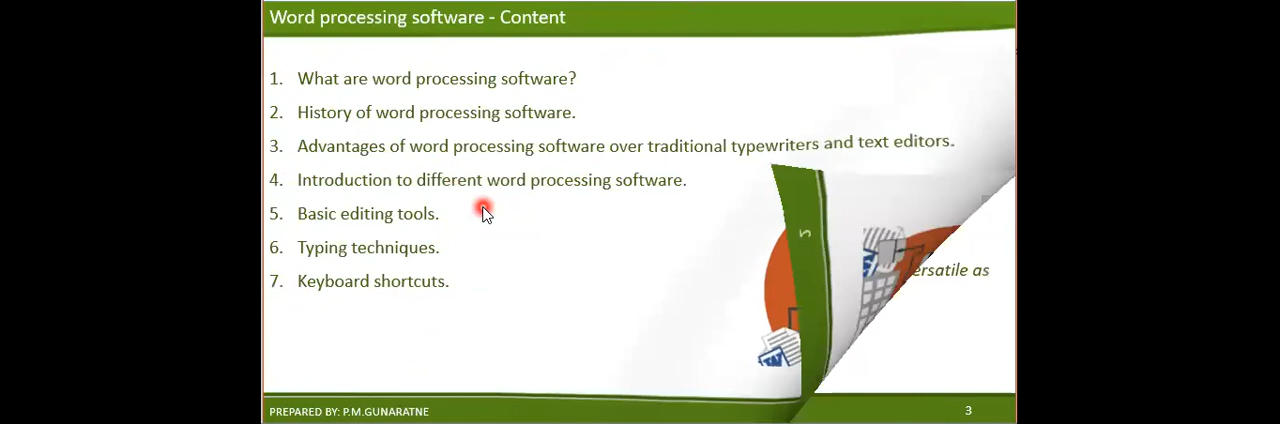 Word processing software - Content
1. What are word processing software?
2. History of word processing software.
3. Advantages of word processing software over traditional typewriters and text editors.
4. Introduction to different word processing software.
5. Basic editing tools.
6. Typing techniques.
7. Keyboard shortcuts.
as
PREPARED BY: P.M.GUNARATNE
3